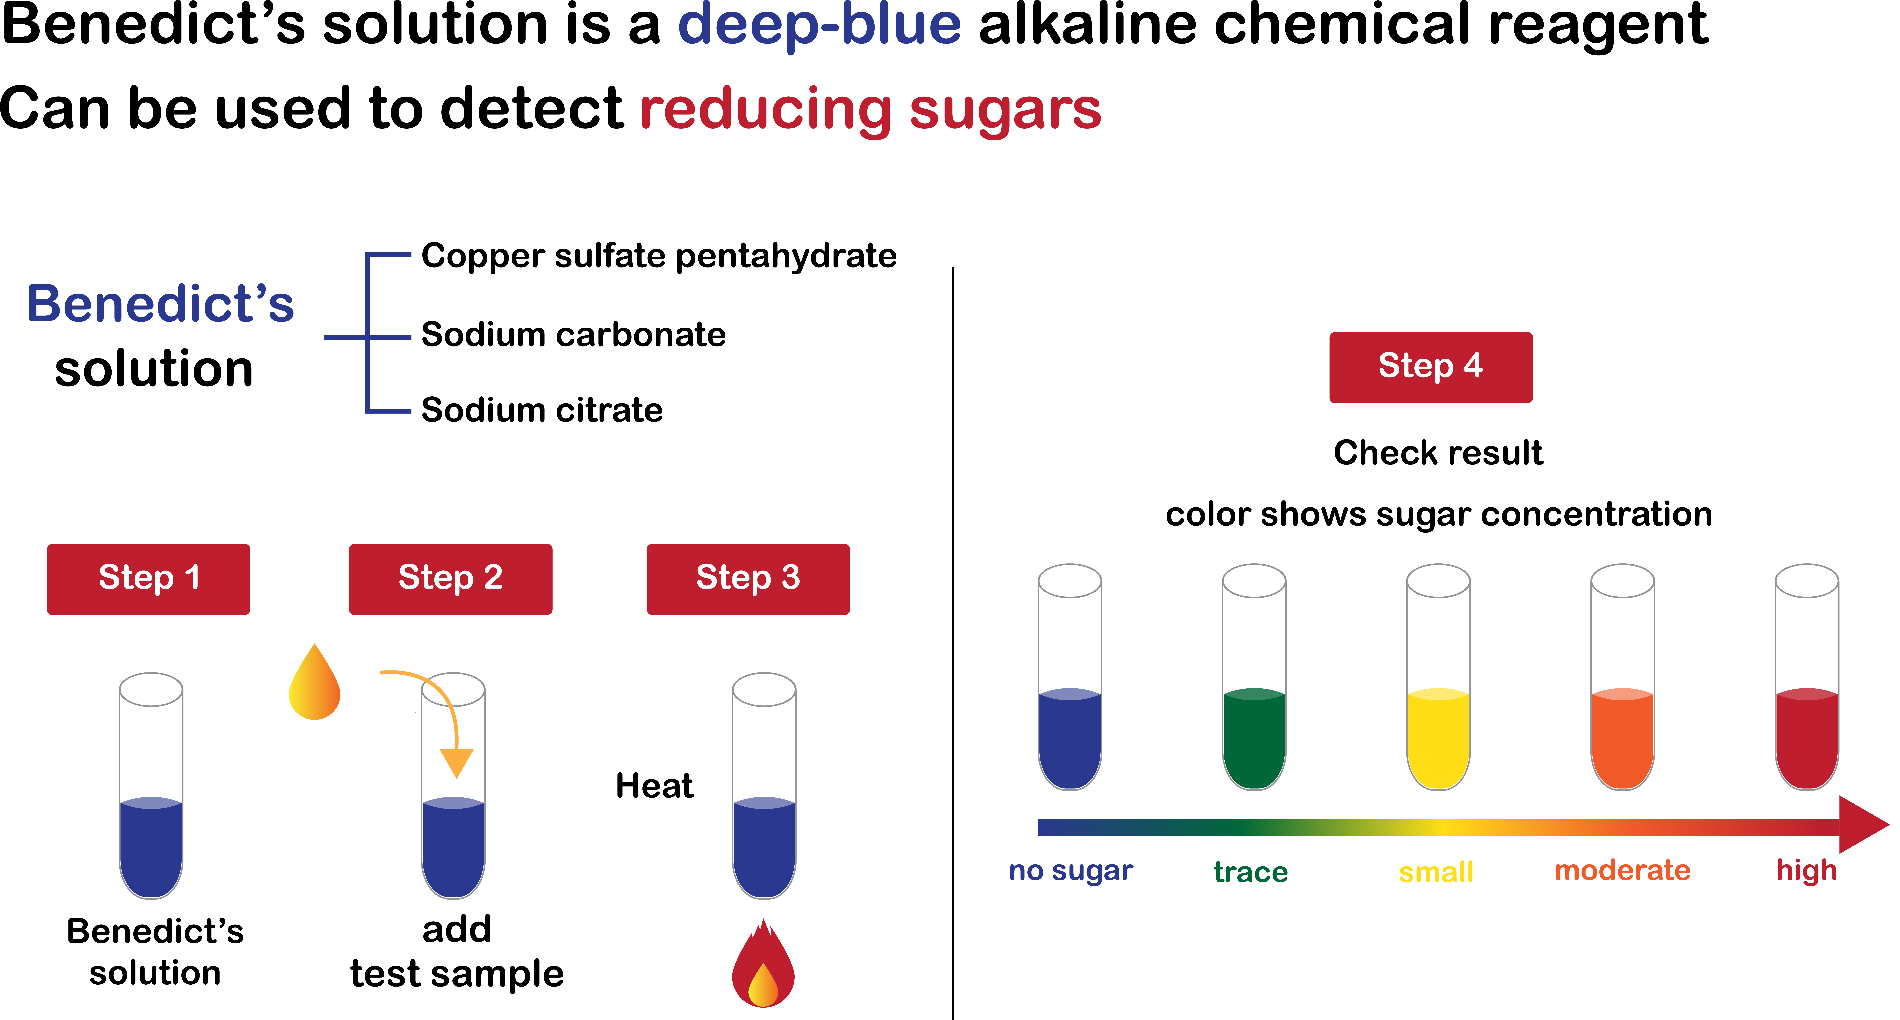 Benedict's solution is a deep-blue alkaline chemical reagent
Can be used to detect reducing sugars
Benedict's
solution
Copper sulfate pentahydrate
Sodium carbonate
Sodium citrate
Step 1
Benedict's
solution
Step 2
add
test sample
Step 3
Heat
Step 4
Check result
color shows sugar concentration
no sugar
trace
small
moderate
high